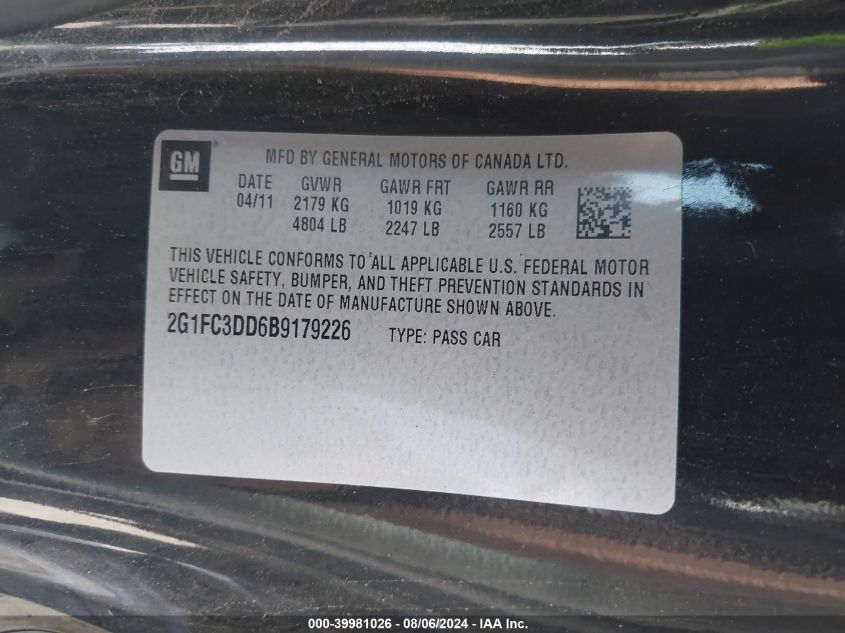 GM
MFD BY GENERAL MOTORS OF CANADA LTD.
DATE GVWR GAWR FRT GAWR RR
04/11 2179 KG 1019 KG 1160 KG
4804 LB 2247 LB 2557 LB
THIS VEHICLE CONFORMS TO ALL APPLICABLE U.S. FEDERAL MOTOR
VEHICLE SAFETY, BUMPER, AND THEFT PREVENTION STANDARDS IN
EFFECT ON THE DATE OF MANUFACTURE SHOWN ABOVE.
2G1FC3DD6B9179226 TYPE: PASS CAR
000-39981026 - 08/06/2024 - IAA Inc.